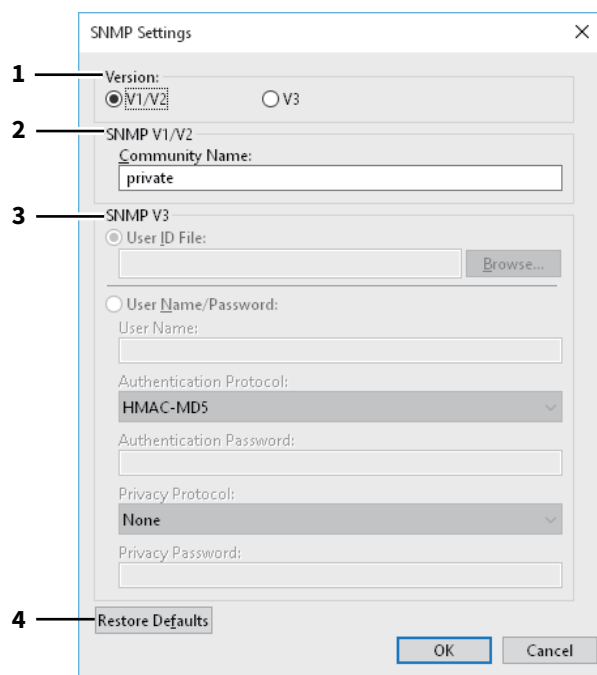 SNMP Settings
1
Version:
V1/V2 V3
2
SNMP V1/V2
Community Name:
private
3
SNMP V3
User ID File:
Browse...
User Name/Password:
User Name:
Authentication Protocol:
HMAC-MD5
Authentication Password:
Privacy Protocol:
None
Privacy Password:
4
Restore Defaults
OK Cancel